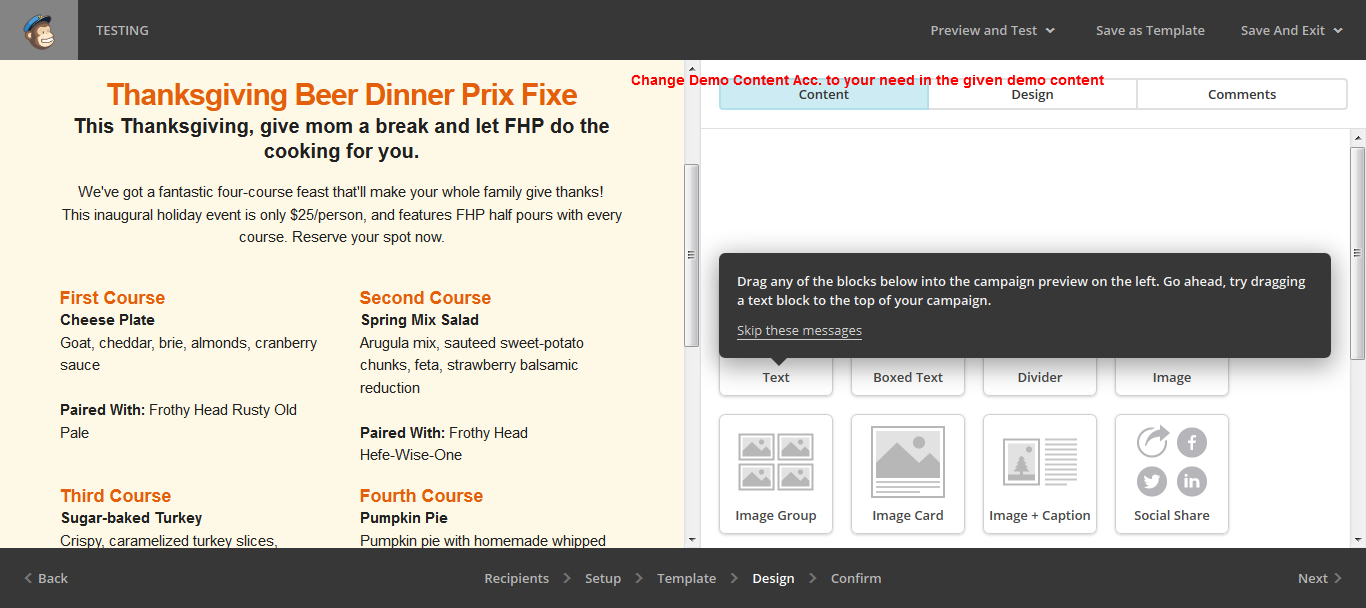 TESTING
Preview and Test
Save as Template
Save And Exit
Change Demo Content Acc. to your need in the given demo content
Content
Design
Comments
Thanksgiving Beer Dinner Prix Fixe
This Thanksgiving, give mom a break and let FHP do the
cooking for you.
We've got a fantastic four-course feast that'll make your whole family give thanks!
This inaugural holiday event is only $25/person, and features FHP half pours with every
course. Reserve your spot now.
First Course
Cheese Plate
Goat, cheddar, brie, almonds, cranberry
sauce
Paired With: Frothy Head Rusty Old
Pale
Second Course
Spring Mix Salad
Arugula mix, sauteed sweet-potato
chunks, feta, strawberry balsamic
reduction
Paired With: Frothy Head
Hefe-Wise-One
Third Course
Sugar-baked Turkey
Crispy, caramelized turkey slices,
Fourth Course
Pumpkin Pie
Pumpkin pie with homemade whipped
Drag any of the blocks below into the campaign preview on the left. Go ahead, try dragging
a text block to the top of your campaign.
Skip these messages
Text
Boxed Text
Divider
Image
Image Group
Image Card
Image + Caption
Social Share
Back
Recipients
Setup
Template
Design
Confirm
Next